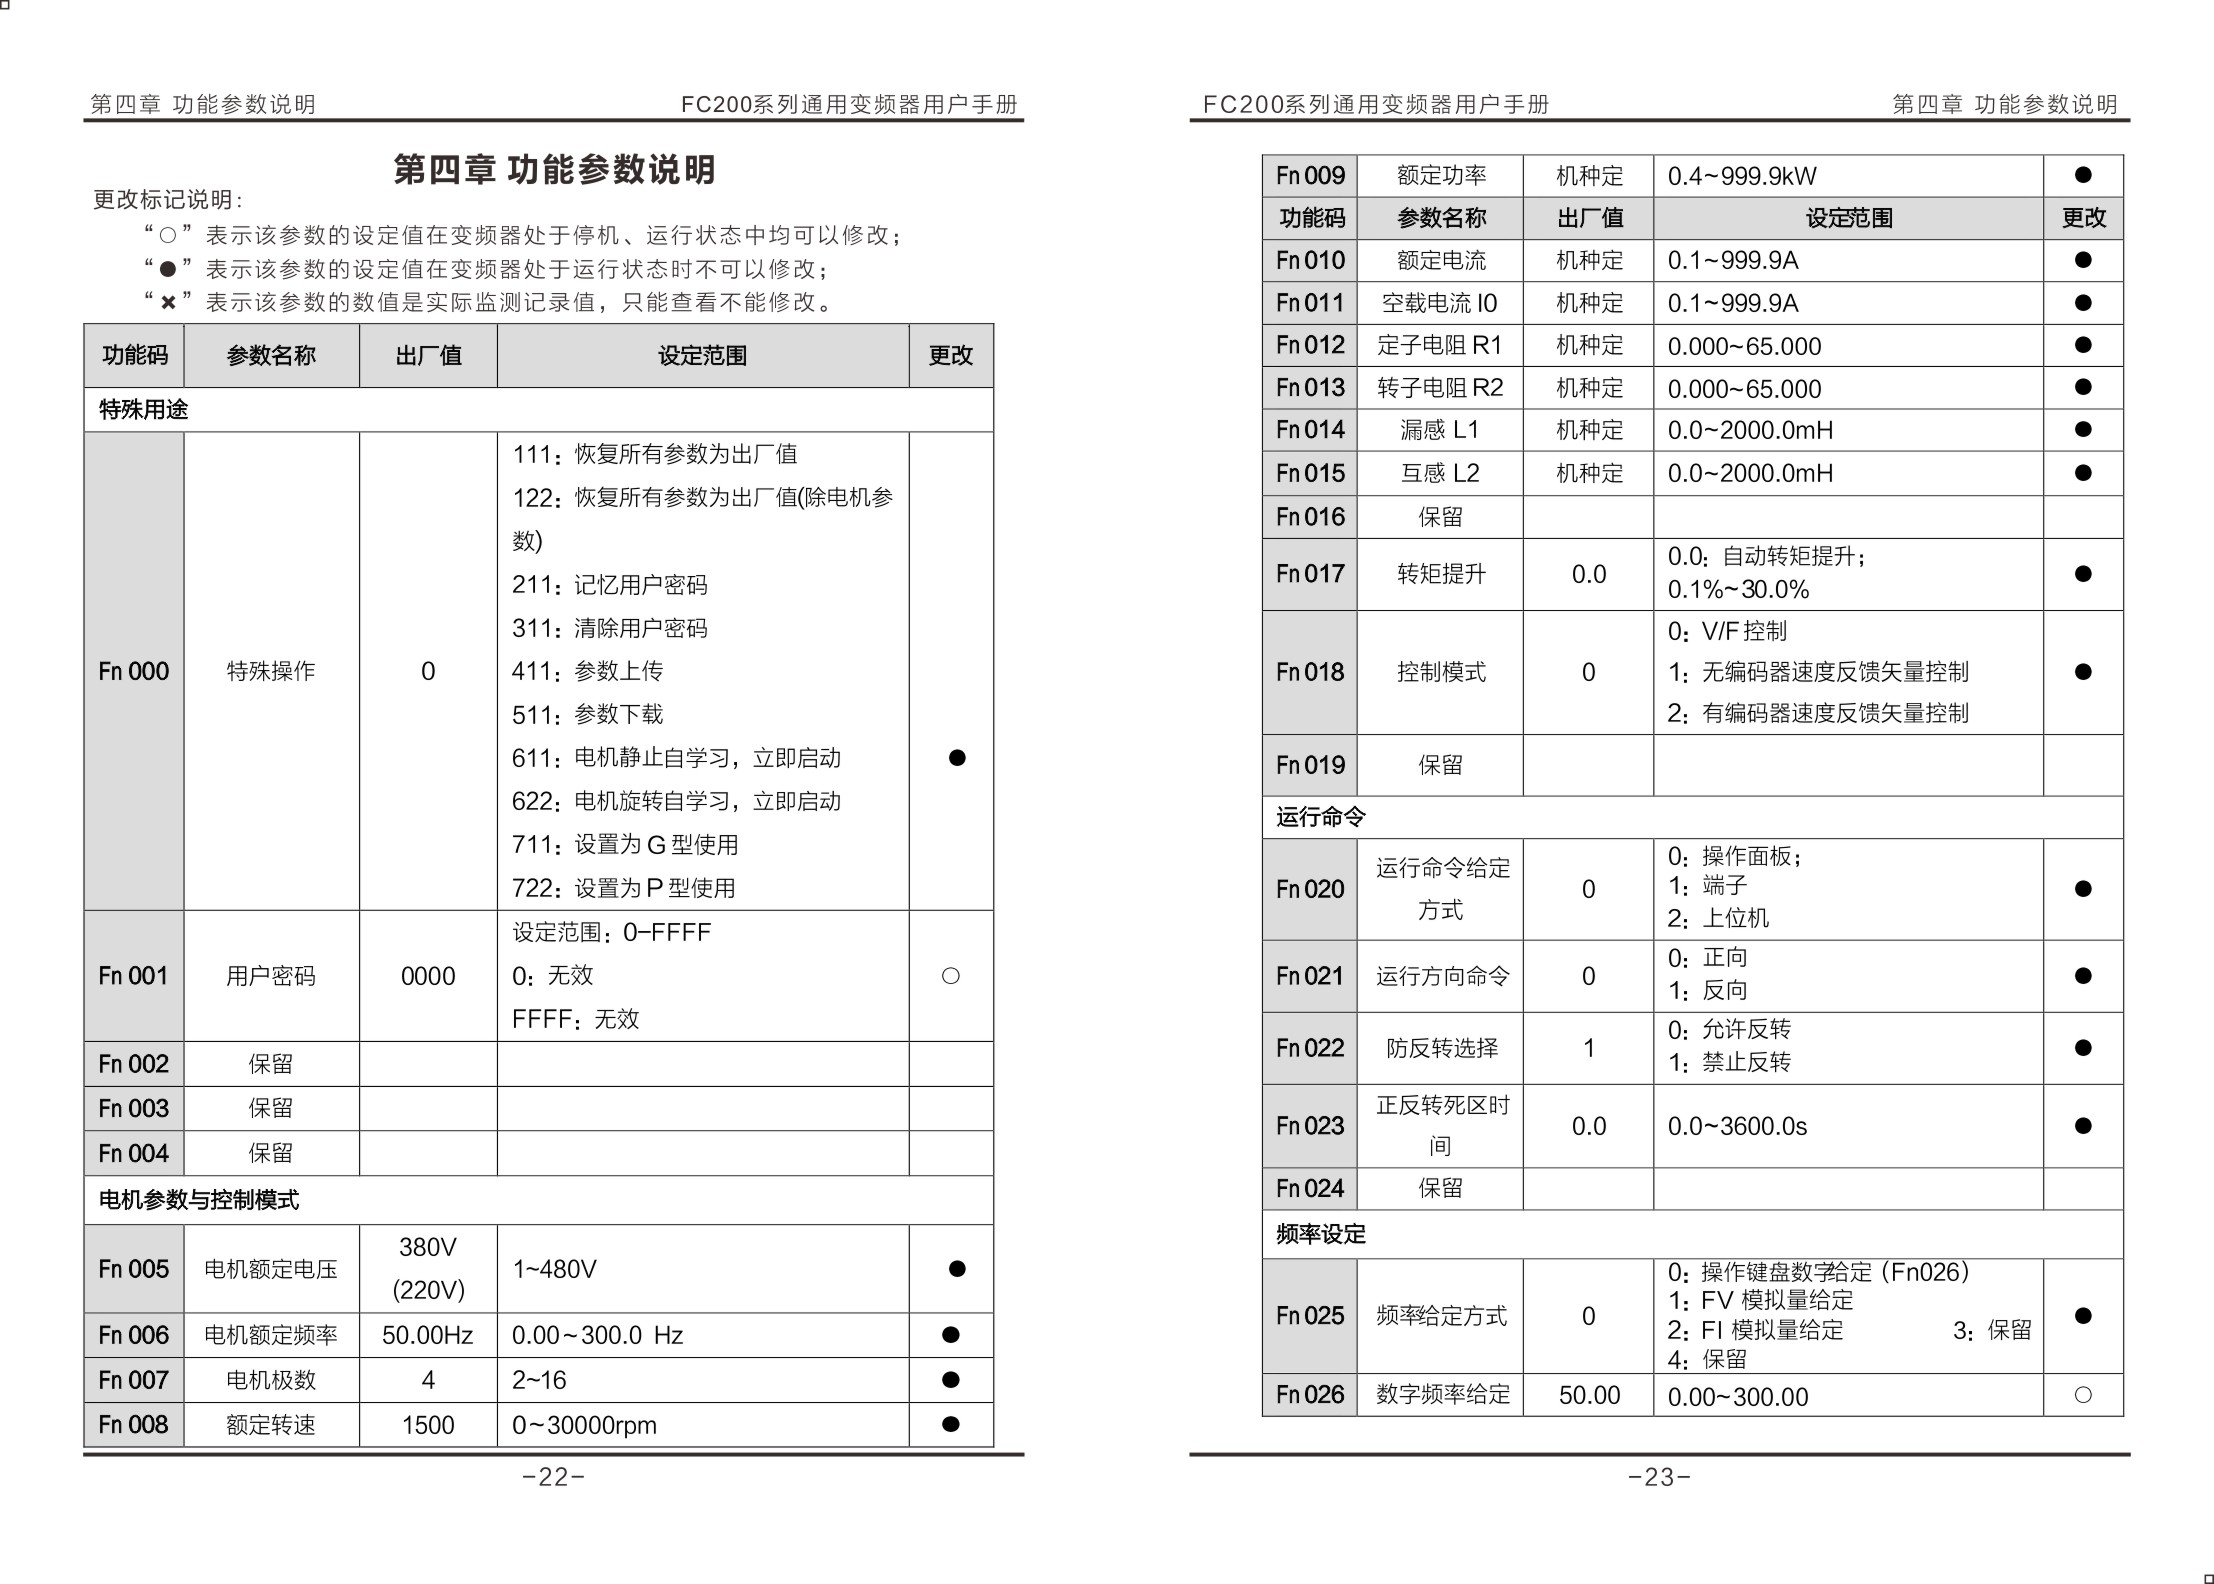 第四章 功能参数说明 FC200系列通用变频器用户手册
第四章 功能参数说明
更改标记说明：
“○”表示该参数的设定值在变频器处于停机、运行状态中均可以修改；
“●”表示该参数的设定值在变频器处于运行状态时不可以修改；
“✖”表示该参数的数值是实际监测记录值，只能查看不能修改。
功能码 参数名称 出厂值 设定范围 更改
特殊用途
Fn 000 特殊操作 0 ●
111：恢复所有参数为出厂值
122：恢复所有参数为出厂值(除电机参
数)
211：记忆用户密码
311：清除用户密码
411：参数上传
511：参数下载
611：电机静止自学习，立即启动
622：电机旋转自学习，立即启动
711：设置为 G 型使用
722：设置为 P 型使用
Fn 001 用户密码 0000 ○
设定范围：0-FFFF
0：无效
FFFF：无效
Fn 002 保留
Fn 003 保留
Fn 004 保留
电机参数与控制模式
Fn 005 电机额定电压 380V
(220V) 1~480V ●
Fn 006 电机额定频率 50.00Hz 0.00~300.0 Hz ●
Fn 007 电机极数 4 2~16 ●
Fn 008 额定转速 1500 0~30000rpm ●
-22-
FC200系列通用变频器用户手册 第四章 功能参数说明
Fn 009 额定功率 机种定 0.4~999.9kW ●
功能码 参数名称 出厂值 设定范围 更改
Fn 010 额定电流 机种定 0.1~999.9A ●
Fn 011 空载电流 I0 机种定 0.1~999.9A ●
Fn 012 定子电阻 R1 机种定 0.000~65.000 ●
Fn 013 转子电阻 R2 机种定 0.000~65.000 ●
Fn 014 漏感 L1 机种定 0.0~2000.0mH ●
Fn 015 互感 L2 机种定 0.0~2000.0mH ●
Fn 016 保留
Fn 017 转矩提升 0.0 ●
0.0：自动转矩提升；
0.1%~30.0%
Fn 018 控制模式 0 ●
0：V/F 控制
1：无编码器速度反馈矢量控制
2：有编码器速度反馈矢量控制
Fn 019 保留
运行命令
Fn 020 运行命令给定
方式 0 ●
0：操作面板；
1：端子
2：上位机
Fn 021 运行方向命令 0 ●
0：正向
1：反向
Fn 022 防反转选择 1 ●
0：允许反转
1：禁止反转
Fn 023 正反转死区时
间 0.0 0.0~3600.0s ●
Fn 024 保留
频率设定
Fn 025 频率给定方式 0 ●
0：操作键盘数字给定（Fn026）
1：FV 模拟量给定
2：FI 模拟量给定 3：保留
4：保留
Fn 026 数字频率给定 50.00 0.00~300.00 ○
-23-